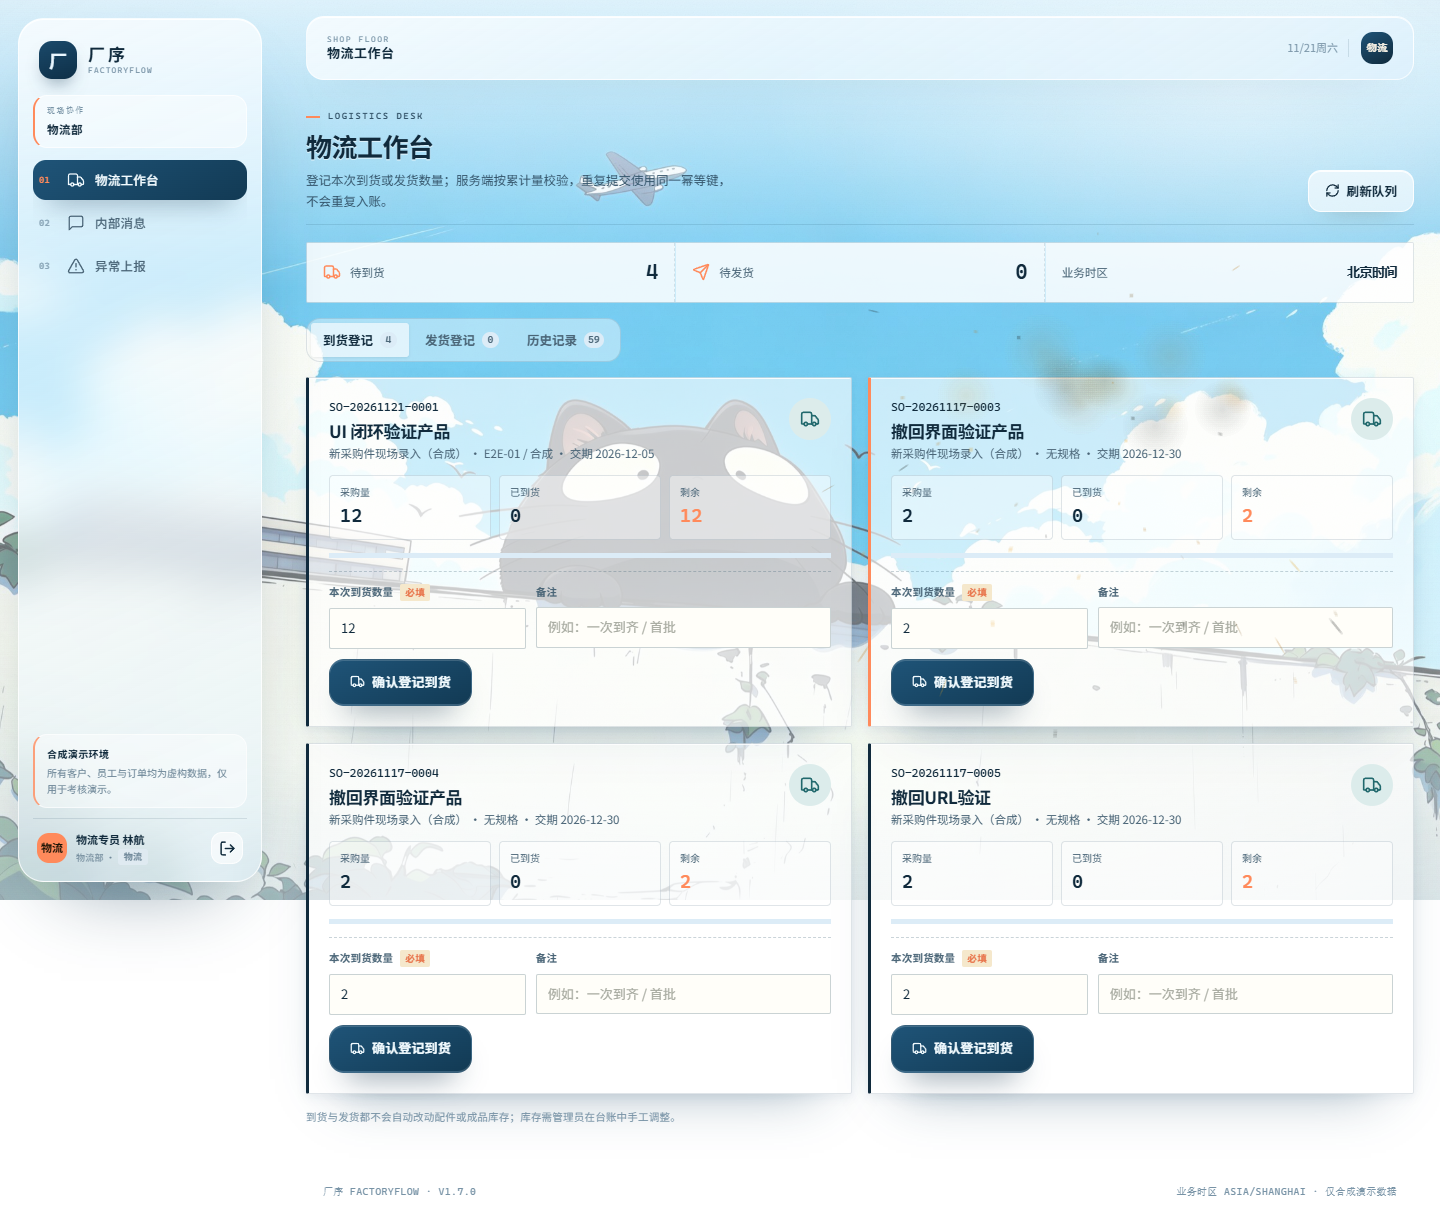 厂
厂序
FACTORYFLOW
现场协作
物流部
01 物流工作台
02 内部消息
03 异常上报
合成演示环境
所有客户、员工与订单均为虚构数据，仅
用于考核演示。
物流
物流专员 林航
物流部 · 物流
SHOP FLOOR
物流工作台
11/21周六
物流
LOGISTICS DESK
物流工作台
登记本次到货或发货数量；服务端按累计量校验，重复提交使用同一幂等键，
不会重复入账。
刷新队列
待到货 4
待发货 0
业务时区 北京时间
到货登记 4 发货登记 0 历史记录 59
SO-20261121-0001
UI 闭环验证产品
新采购件现场录入（合成） · E2E-01 / 合成 · 交期 2026-12-05
采购量 已到货 剩余
12 0 12
本次到货数量 必填 备注
12 例如：一次到齐 / 首批
确认登记到货
SO-20261117-0003
撤回界面验证产品
新采购件现场录入（合成） · 无规格 · 交期 2026-12-30
采购量 已到货 剩余
2 0 2
本次到货数量 必填 备注
2 例如：一次到齐 / 首批
确认登记到货
SO-20261117-0004
撤回界面验证产品
新采购件现场录入（合成） · 无规格 · 交期 2026-12-30
采购量 已到货 剩余
2 0 2
本次到货数量 必填 备注
2 例如：一次到齐 / 首批
确认登记到货
SO-20261117-0005
撤回URL验证
新采购件现场录入（合成） · 无规格 · 交期 2026-12-30
采购量 已到货 剩余
2 0 2
本次到货数量 必填 备注
2 例如：一次到齐 / 首批
确认登记到货
到货与发货都不会自动改动配件或成品库存；库存需管理员在台账中手工调整。
厂序 FACTORYFLOW · V1.7.0
业务时区 ASIA/SHANGHAI · 仅合成演示数据